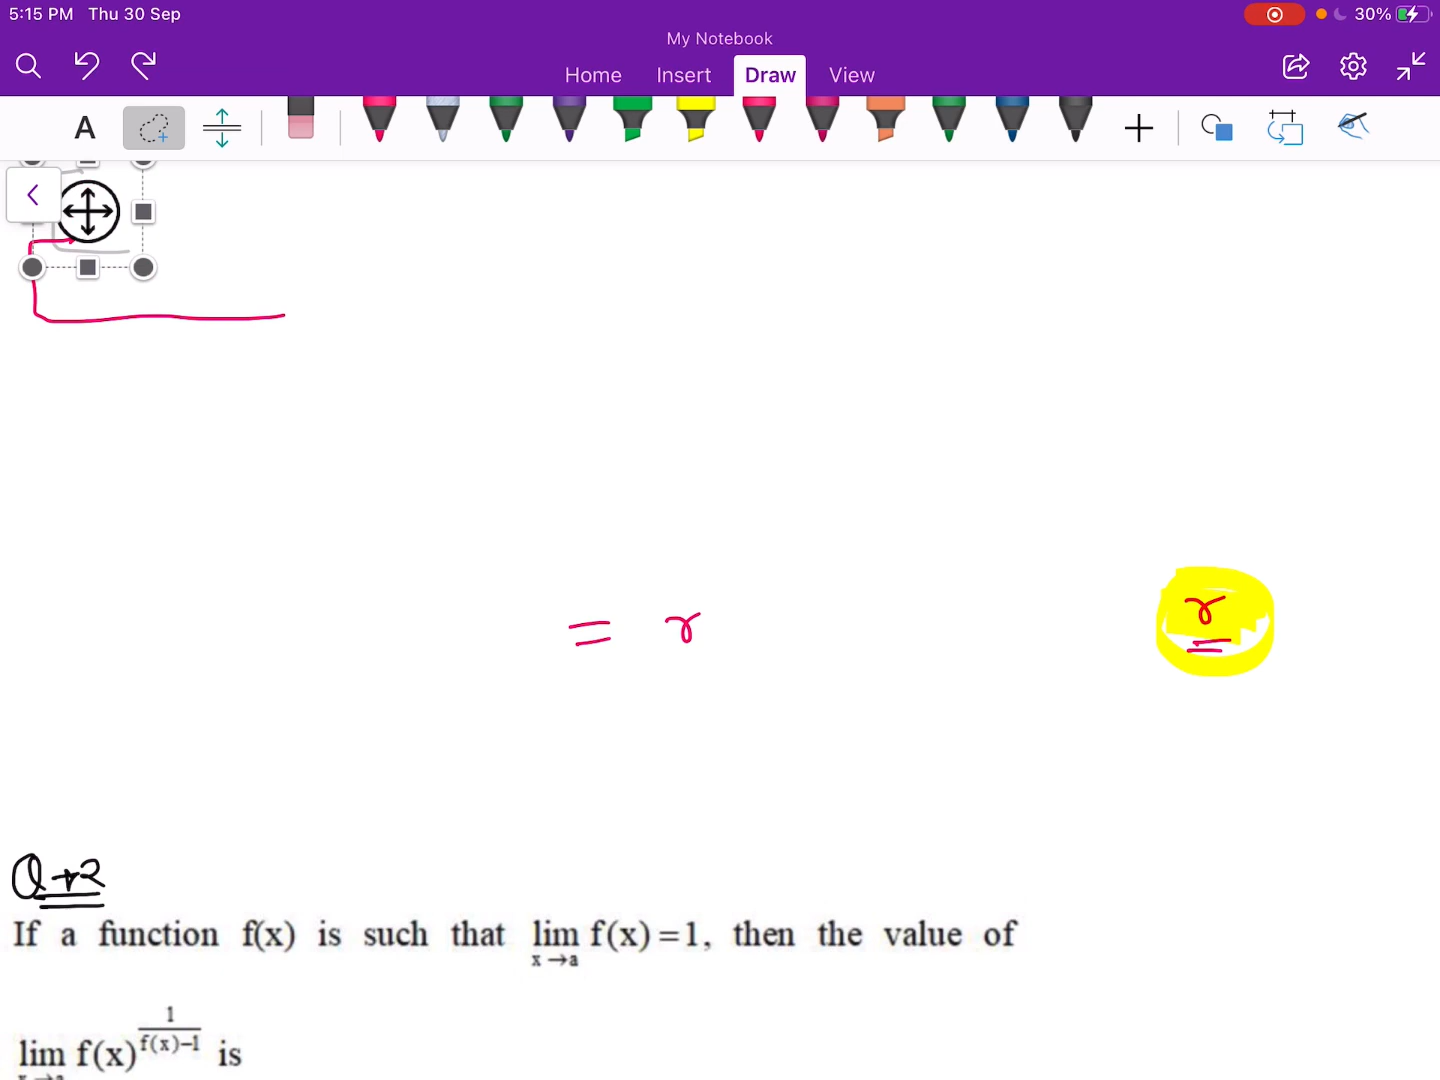 5:15 PM Thu 30 Sep 30%
My Notebook
Home Insert Draw View
A
= r r
Q+2
If a function f(x) is such that lim f(x) = 1, then the value of
x→a
1
lim f(x) f(x)−1 is